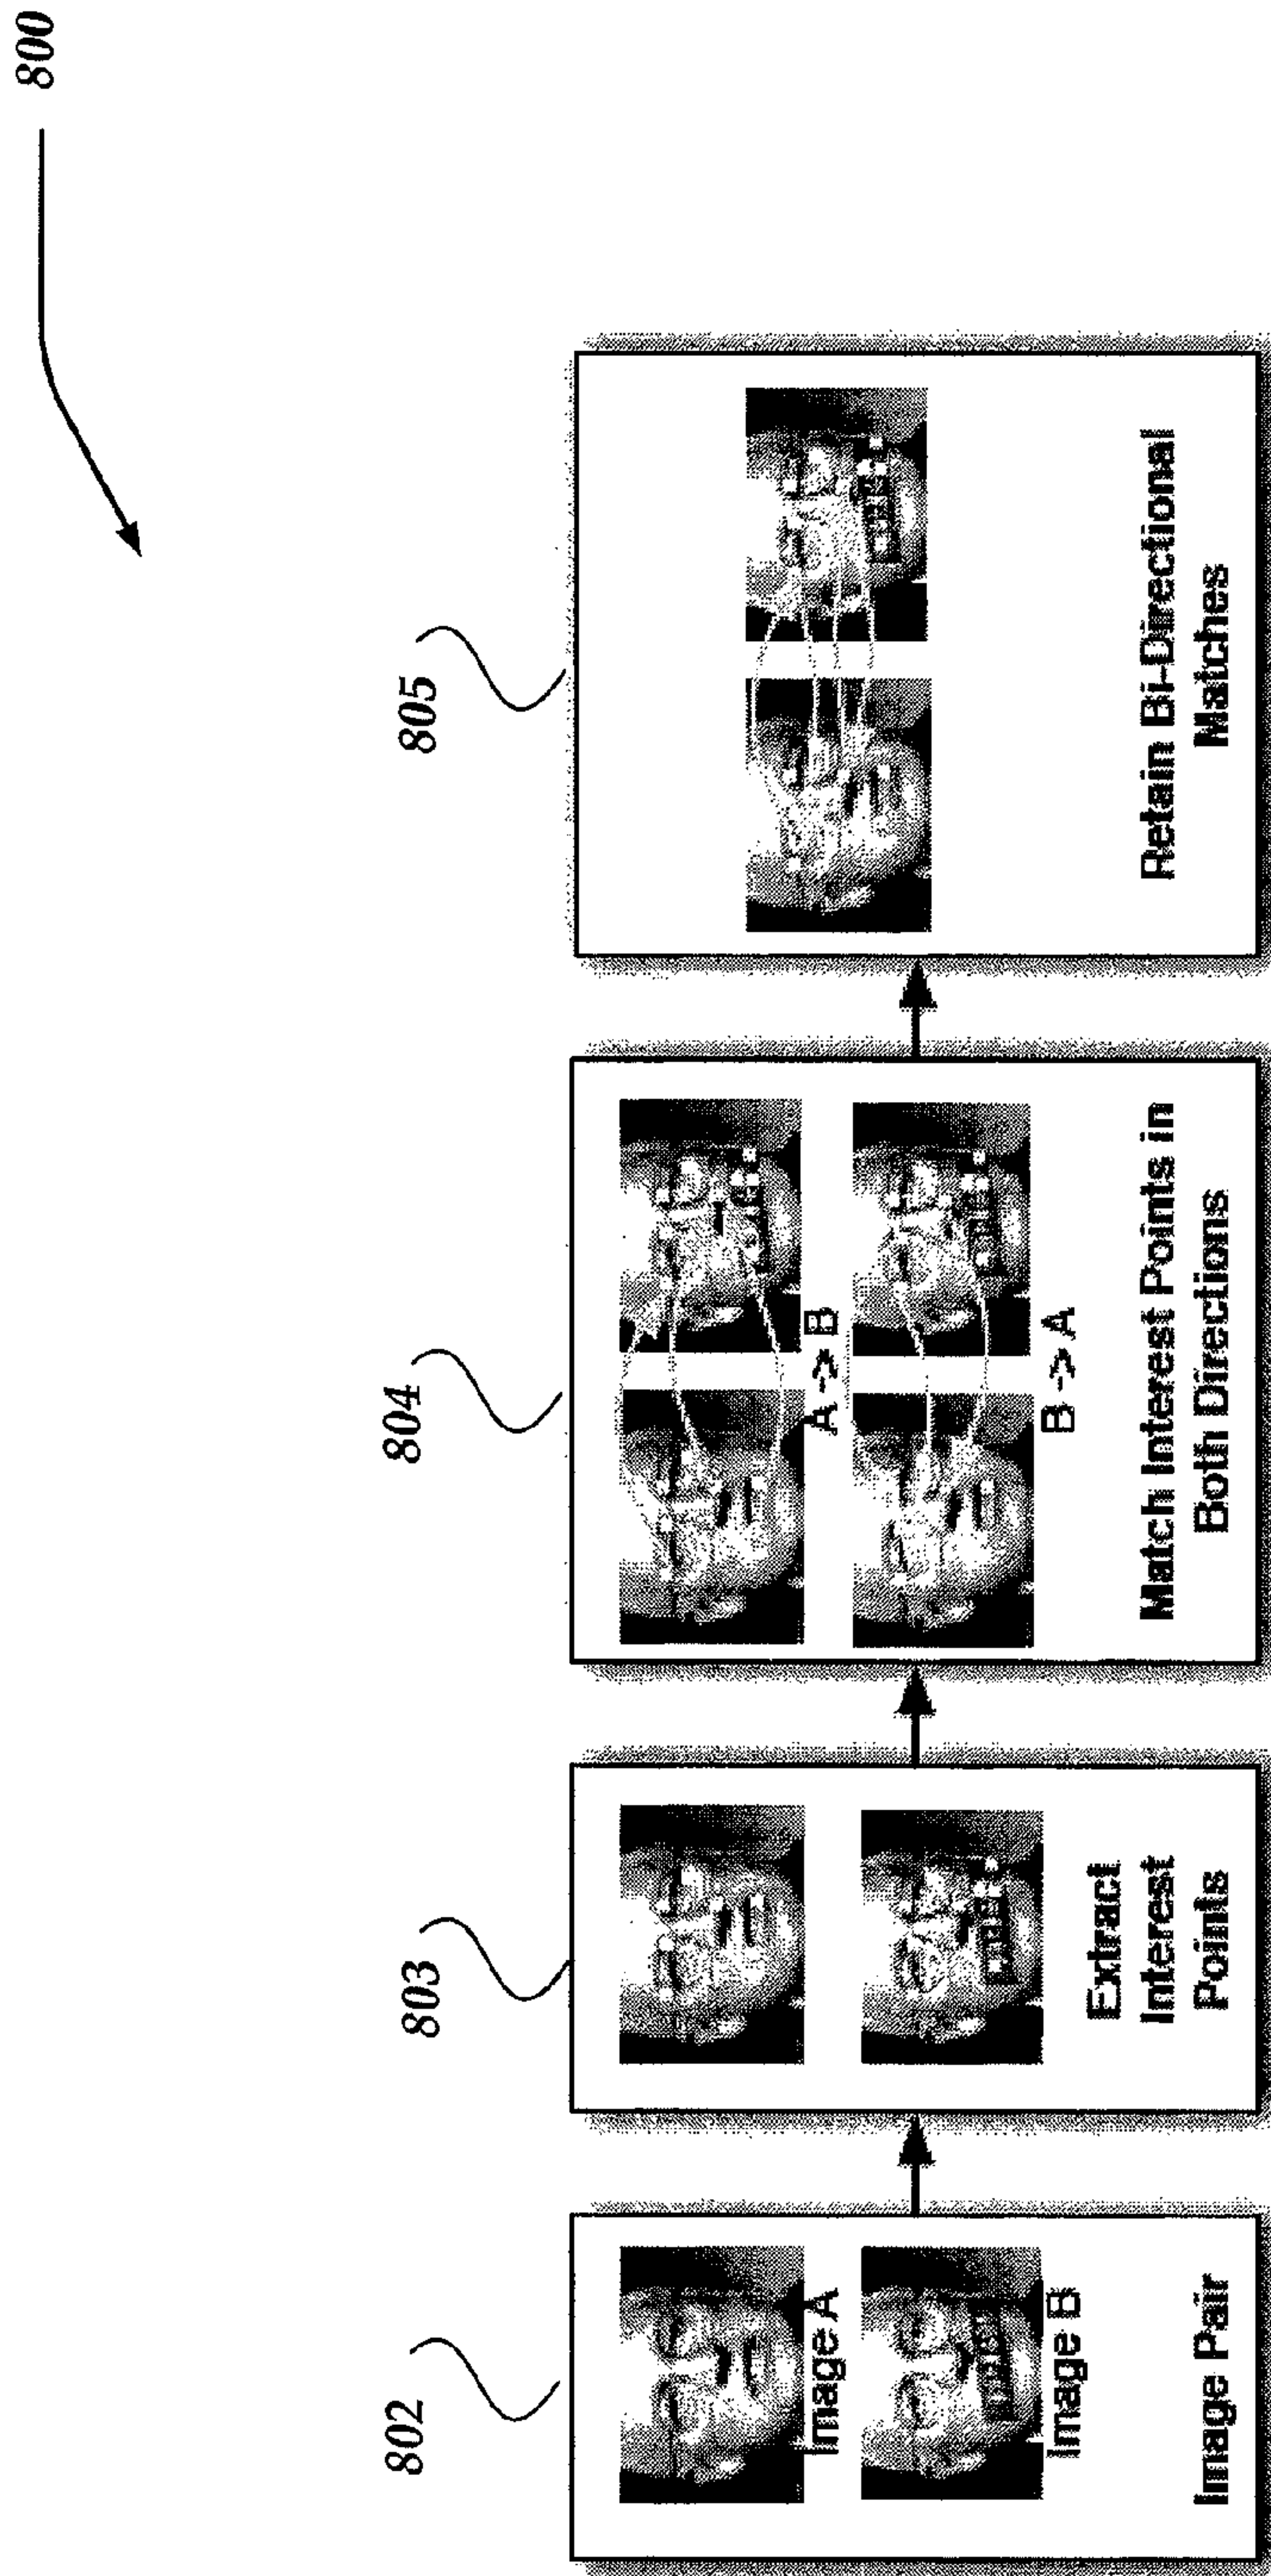 800
802
803
804
805
Image A
Image B
Image Pair
Extract
Interest
Points
A -> B
B -> A
Match Interest Points in
Both Directions
Retain Bi-Directional
Matches